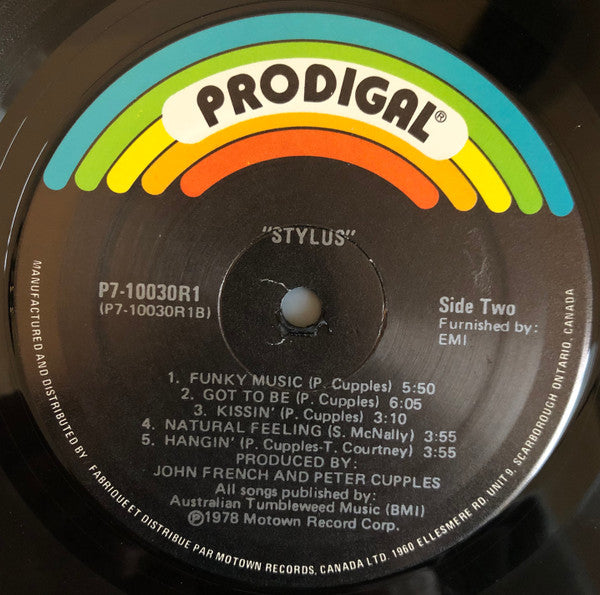 PRODIGAL®
"STYLUS"
P7-10030R1
(P7-10030R1B)
Side Two
Furnished by:
EMI
1. FUNKY MUSIC (P. Cupples) 5:50
2. GOT TO BE (P. Cupples) 6:05
3. KISSIN' (P. Cupples) 3:10
4. NATURAL FEELING (S. McNally) 3:55
5. HANGIN' (P. Cupples-T. Courtney) 3:55
PRODUCED BY:
JOHN FRENCH AND PETER CUPPLES
All songs published by:
Australian Tumbleweed Music (BMI)
℗1978 Motown Record Corp.
MANUFACTURED AND DISTRIBUTED BY FABRIQUE ET DISTRIBUE PAR MOTOWN RECORDS, CANADA LTD. 1960 ELLESMERE RD. UNIT 9, SCARBOROUGH ONTARIO, CANADA